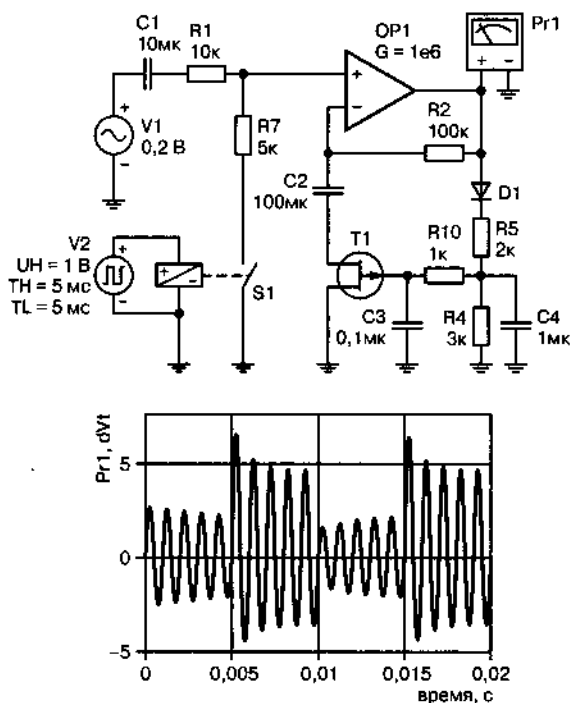 C1
10мк
R1
10к
V1
0,2 В
R7
5к
OP1
G = 1e6
Pr1
R2
100к
C2
100мк
D1
V2
UH = 1 В
TH = 5 мс
TL = 5 мс
S1
T1
R10
1к
R5
2к
C3
0,1мк
R4
3к
C4
1мк
Pr1, dVt
5
0
−5
0
0,005
0,01
0,015
0,02
время, с